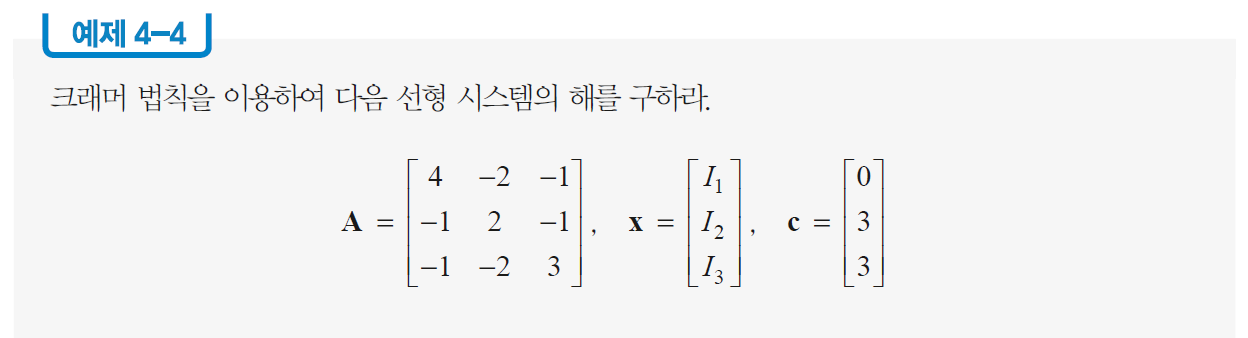 예제 4-4
크래머 법칙을 이용하여 다음 선형 시스템의 해를 구하라.
A = [4 −2 −1
−1 2 −1
−1 −2 3], x = [I₁
I₂
I₃], c = [0
3
3]